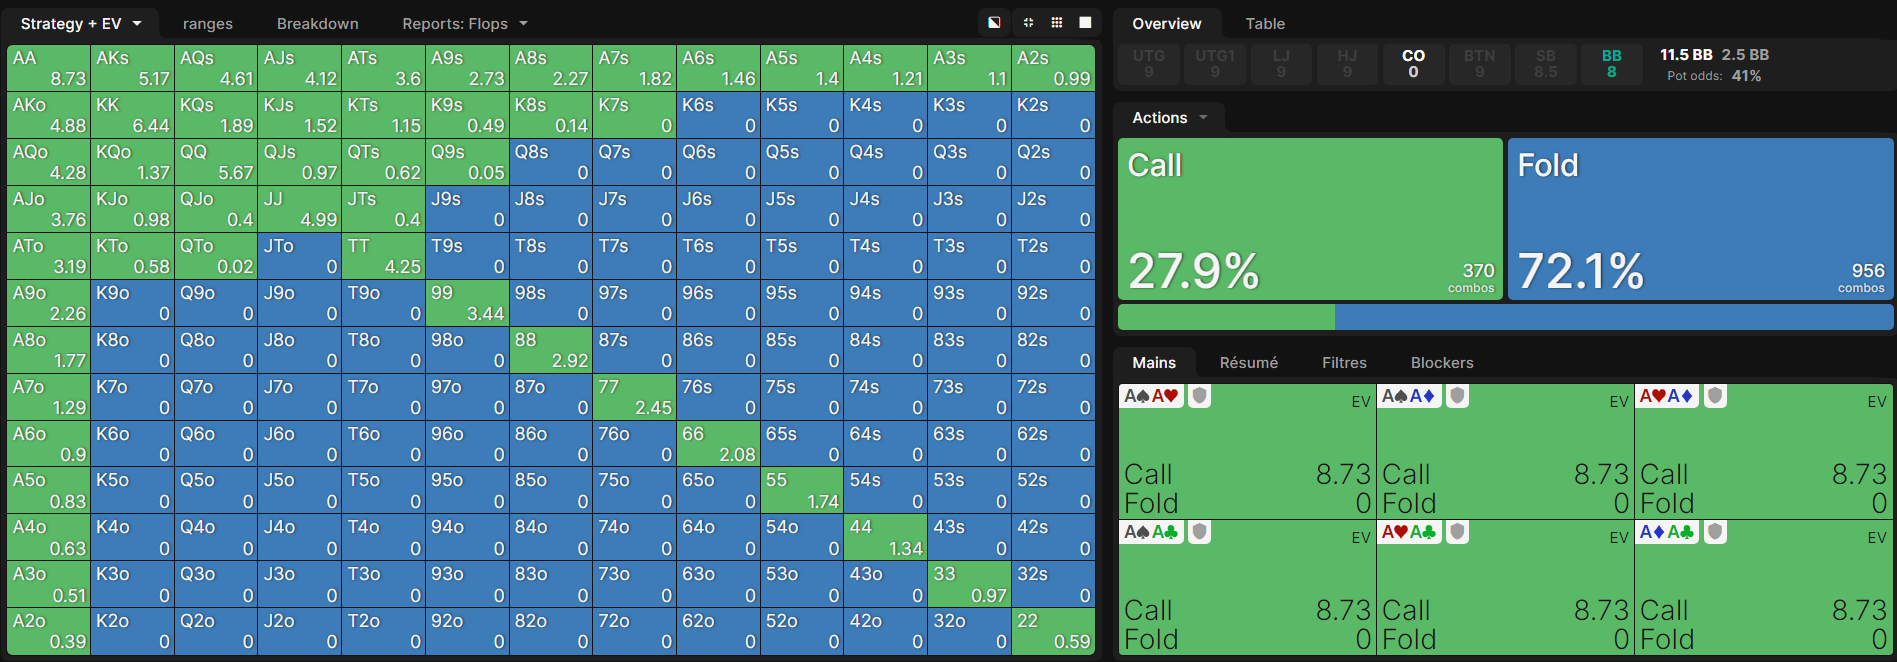 Strategy + EV ranges Breakdown Reports: Flops
AA AKs AQs AJs ATs A9s A8s A7s A6s A5s A4s A3s A2s
8.73 5.17 4.61 4.12 3.6 2.73 2.27 1.82 1.46 1.4 1.21 1.1 0.99
AKo KK KQs KJs KTs K9s K8s K7s K6s K5s K4s K3s K2s
4.88 6.44 1.89 1.52 1.15 0.49 0.14 0 0 0 0 0 0
AQo KQo QQ QJs QTs Q9s Q8s Q7s Q6s Q5s Q4s Q3s Q2s
4.28 1.37 5.67 0.97 0.62 0.05 0 0 0 0 0 0 0
AJo KJo QJo JJ JTs J9s J8s J7s J6s J5s J4s J3s J2s
3.76 0.98 0.4 4.99 0.4 0 0 0 0 0 0 0 0
ATo KTo QTo JTo TT T9s T8s T7s T6s T5s T4s T3s T2s
3.19 0.58 0.02 0 4.25 0 0 0 0 0 0 0 0
A9o K9o Q9o J9o T9o 99 98s 97s 96s 95s 94s 93s 92s
2.26 0 0 0 0 3.44 0 0 0 0 0 0 0
A8o K8o Q8o J8o T8o 98o 88 87s 86s 85s 84s 83s 82s
1.77 0 0 0 0 0 2.92 0 0 0 0 0 0
A7o K7o Q7o J7o T7o 97o 87o 77 76s 75s 74s 73s 72s
1.29 0 0 0 0 0 0 2.45 0 0 0 0 0
A6o K6o Q6o J6o T6o 96o 86o 76o 66 65s 64s 63s 62s
0.9 0 0 0 0 0 0 0 2.08 0 0 0 0
A5o K5o Q5o J5o T5o 95o 85o 75o 65o 55 54s 53s 52s
0.83 0 0 0 0 0 0 0 0 1.74 0 0 0
A4o K4o Q4o J4o T4o 94o 84o 74o 64o 54o 44 43s 42s
0.63 0 0 0 0 0 0 0 0 0 1.34 0 0
A3o K3o Q3o J3o T3o 93o 83o 73o 63o 53o 43o 33 32s
0.51 0 0 0 0 0 0 0 0 0 0 0.97 0
A2o K2o Q2o J2o T2o 92o 82o 72o 62o 52o 42o 32o 22
0.39 0 0 0 0 0 0 0 0 0 0 0 0.59
Overview Table
UTG UTG1 LJ HJ CO BTN SB BB
9 9 9 9 0 9 8.5 8
11.5 BB 2.5 BB
Pot odds: 41%
Actions
Call Fold
27.9% 370 combos 72.1% 956 combos
Mains Résumé Filtres Blockers
A♠A♥ EV A♠A♦ EV A♥A♦ EV
Call 8.73 Call 8.73 Call 8.73
Fold 0 Fold 0 Fold 0
A♠A♣ EV A♥A♣ EV A♦A♣ EV
Call 8.73 Call 8.73 Call 8.73
Fold 0 Fold 0 Fold 0